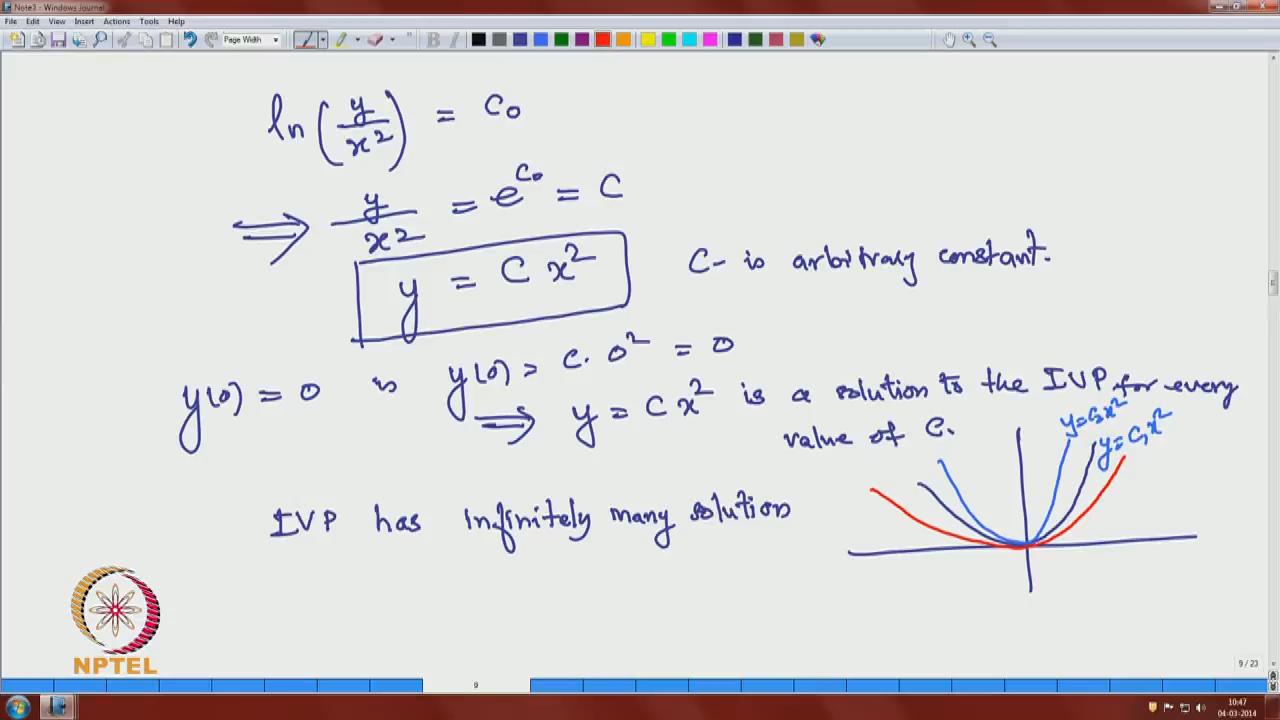 Note3 - Windows Journal
File Edit View Insert Actions Tools Help
Page Width
B I
ln(y/x²) = C₀
⟹ y/x² = e^C₀ = C
y = C x²
C - is arbitrary constant.
y(0) = 0 is y(0) = C. 0² = 0
⟹ y = C x² is a solution to the IVP for every
value of C.
y=C₂x²
y=C₁x²
IVP has infinitely many solution
NPTEL
9 / 23
9
10:47
04-03-2014